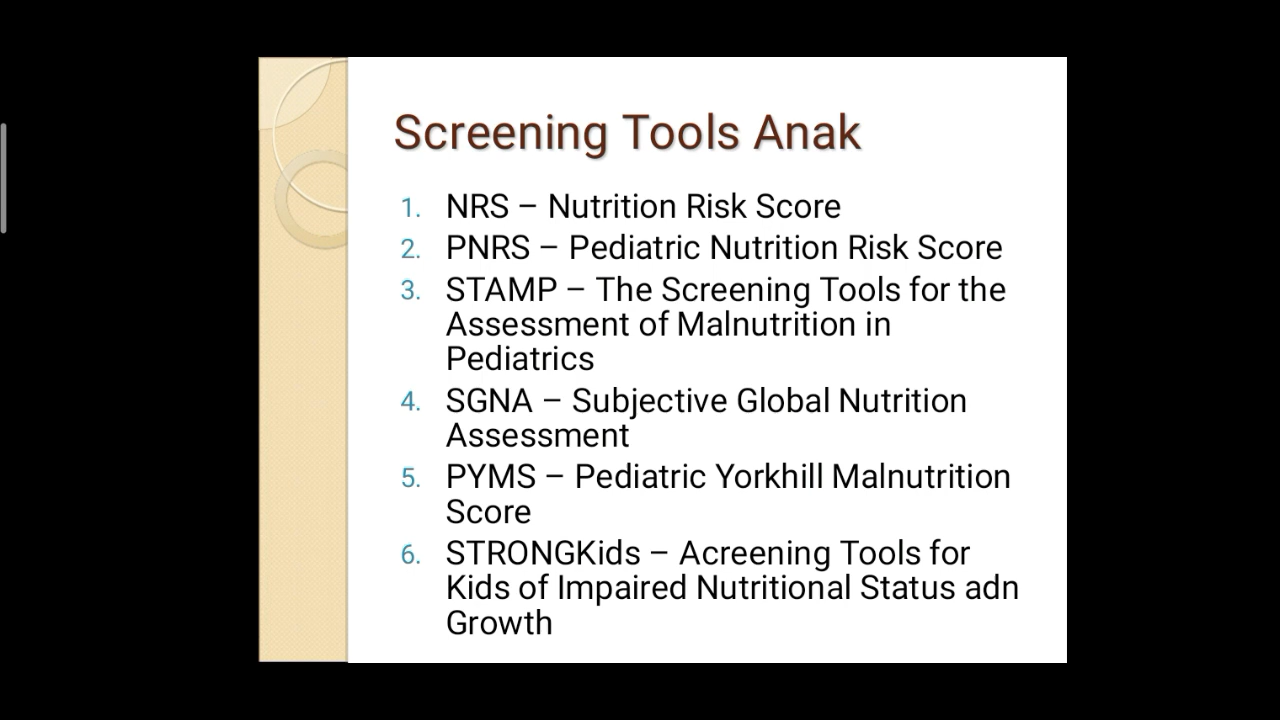 Screening Tools Anak
1. NRS – Nutrition Risk Score
2. PNRS – Pediatric Nutrition Risk Score
3. STAMP – The Screening Tools for the
Assessment of Malnutrition in
Pediatrics
4. SGNA – Subjective Global Nutrition
Assessment
5. PYMS – Pediatric Yorkhill Malnutrition
Score
6. STRONGKids – Acreening Tools for
Kids of Impaired Nutritional Status adn
Growth